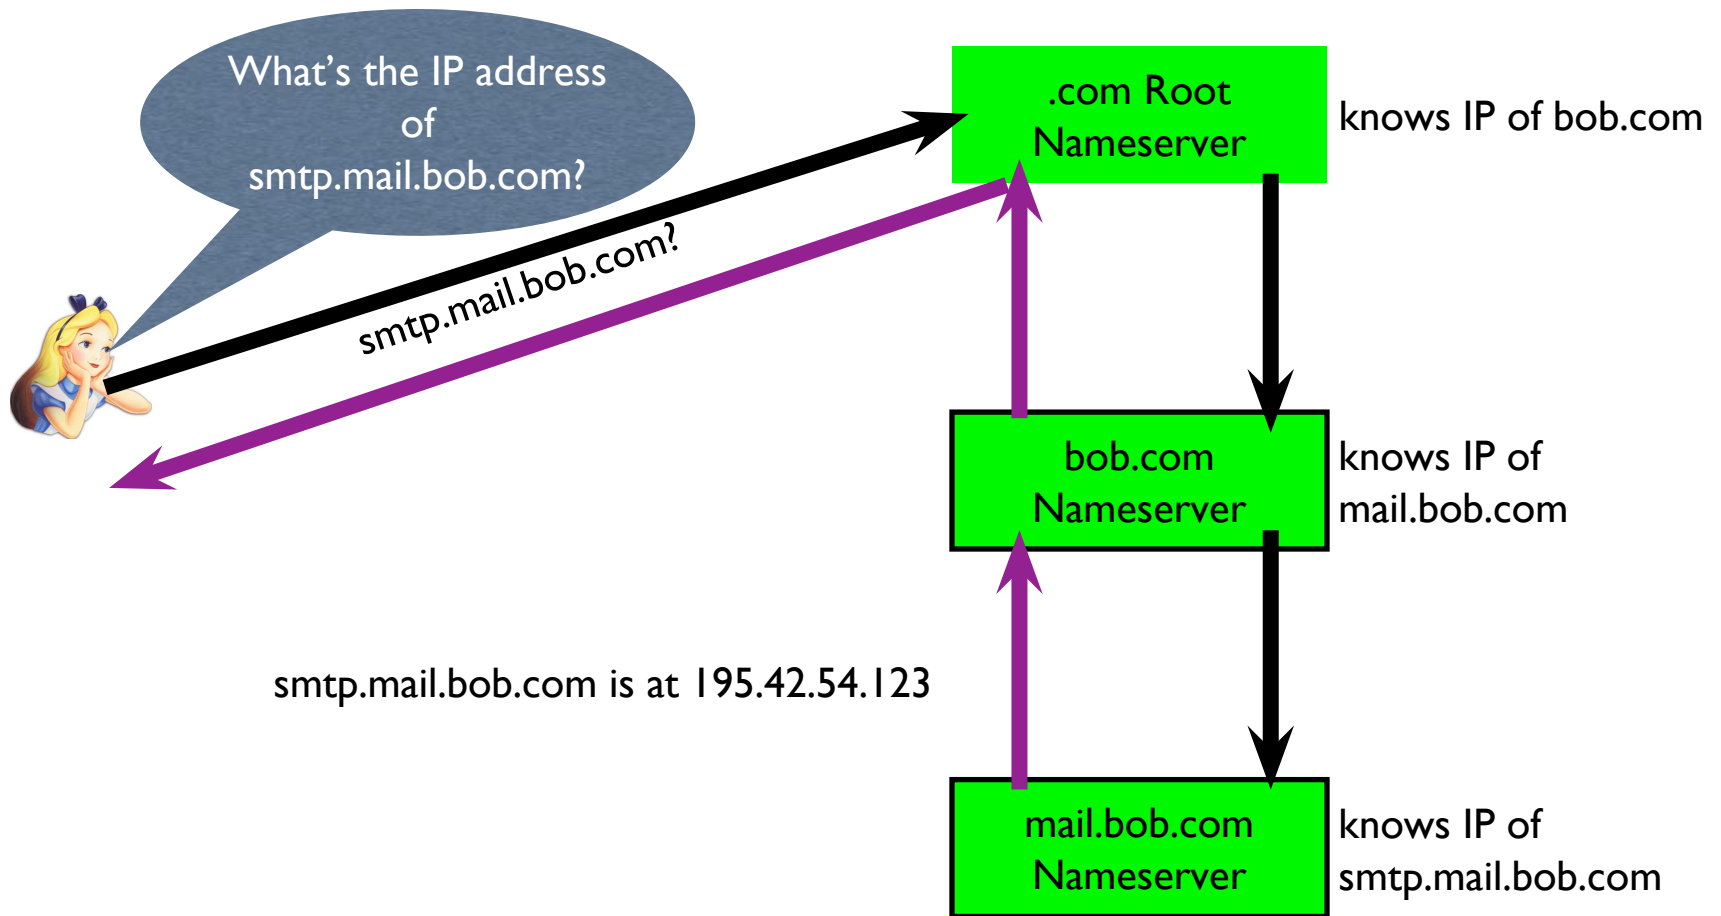 What’s the IP address
of
smtp.mail.bob.com?
.com Root
Nameserver
knows IP of bob.com
smtp.mail.bob.com?
bob.com
Nameserver
knows IP of
mail.bob.com
smtp.mail.bob.com is at 195.42.54.123
mail.bob.com
Nameserver
knows IP of
smtp.mail.bob.com